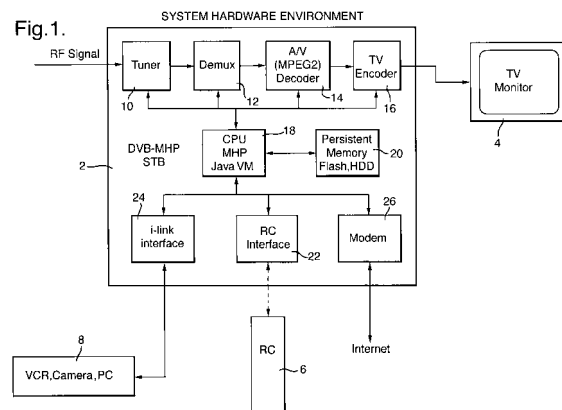 Fig.1.
SYSTEM HARDWARE ENVIRONMENT
RF Signal
Tuner
10
Demux
12
A/V
(MPEG2)
Decoder
14
TV
Encoder
16
TV
Monitor
4
2
DVB-MHP
STB
CPU
MHP
Java VM
18
Persistent
Memory
Flash,HDD
20
24
i-link
interface
RC
Interface
22
26
Modem
8
VCR,Camera,PC
RC
6
Internet